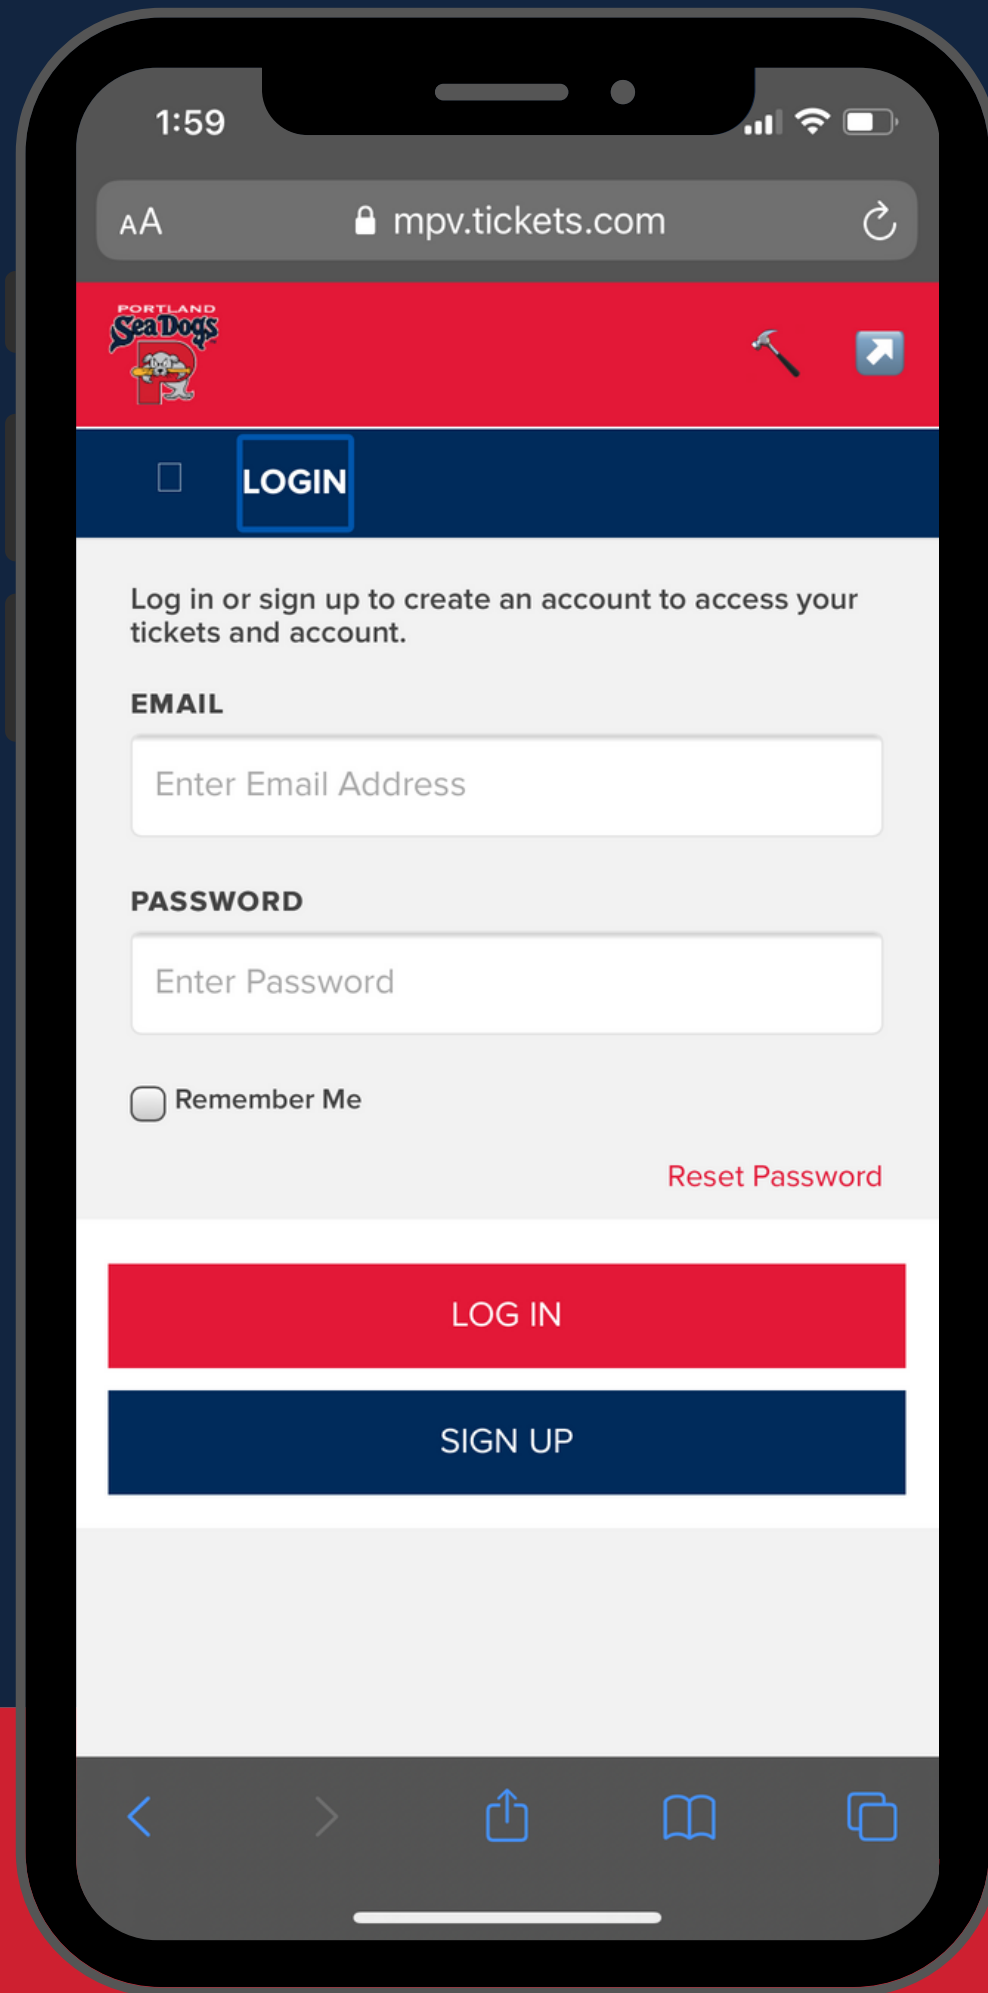 1:59
AA mpv.tickets.com
PORTLAND
Sea Dogs
P
LOGIN
Log in or sign up to create an account to access your
tickets and account.
EMAIL
Enter Email Address
PASSWORD
Enter Password
Remember Me
Reset Password
LOG IN
SIGN UP